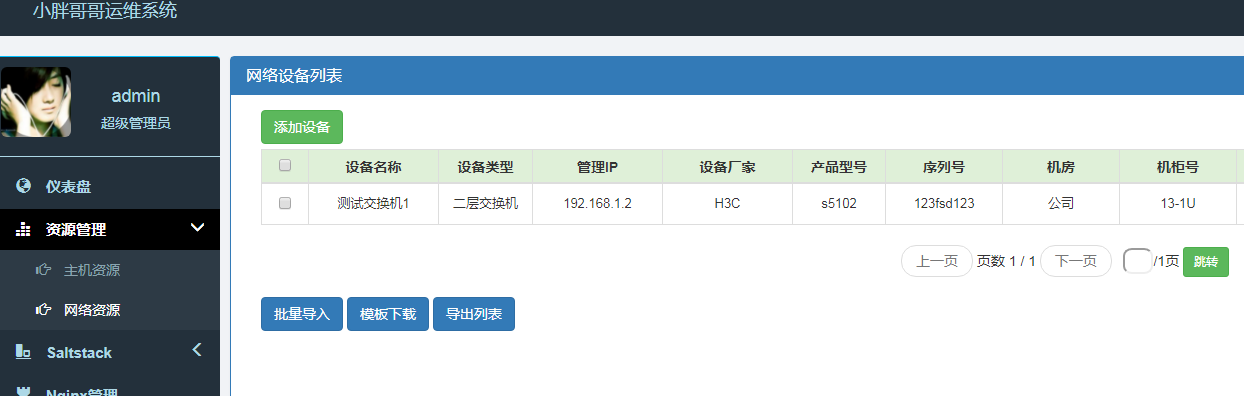 小胖哥哥运维系统
admin
超级管理员
仪表盘
资源管理
主机资源
网络资源
Saltstack
Nginx管理
网络设备列表
添加设备
设备名称 设备类型 管理IP 设备厂家 产品型号 序列号 机房 机柜号
测试交换机1 二层交换机 192.168.1.2 H3C s5102 123fsd123 公司 13-1U
上一页 页数 1 / 1 下一页 /1页 跳转
批量导入 模板下载 导出列表